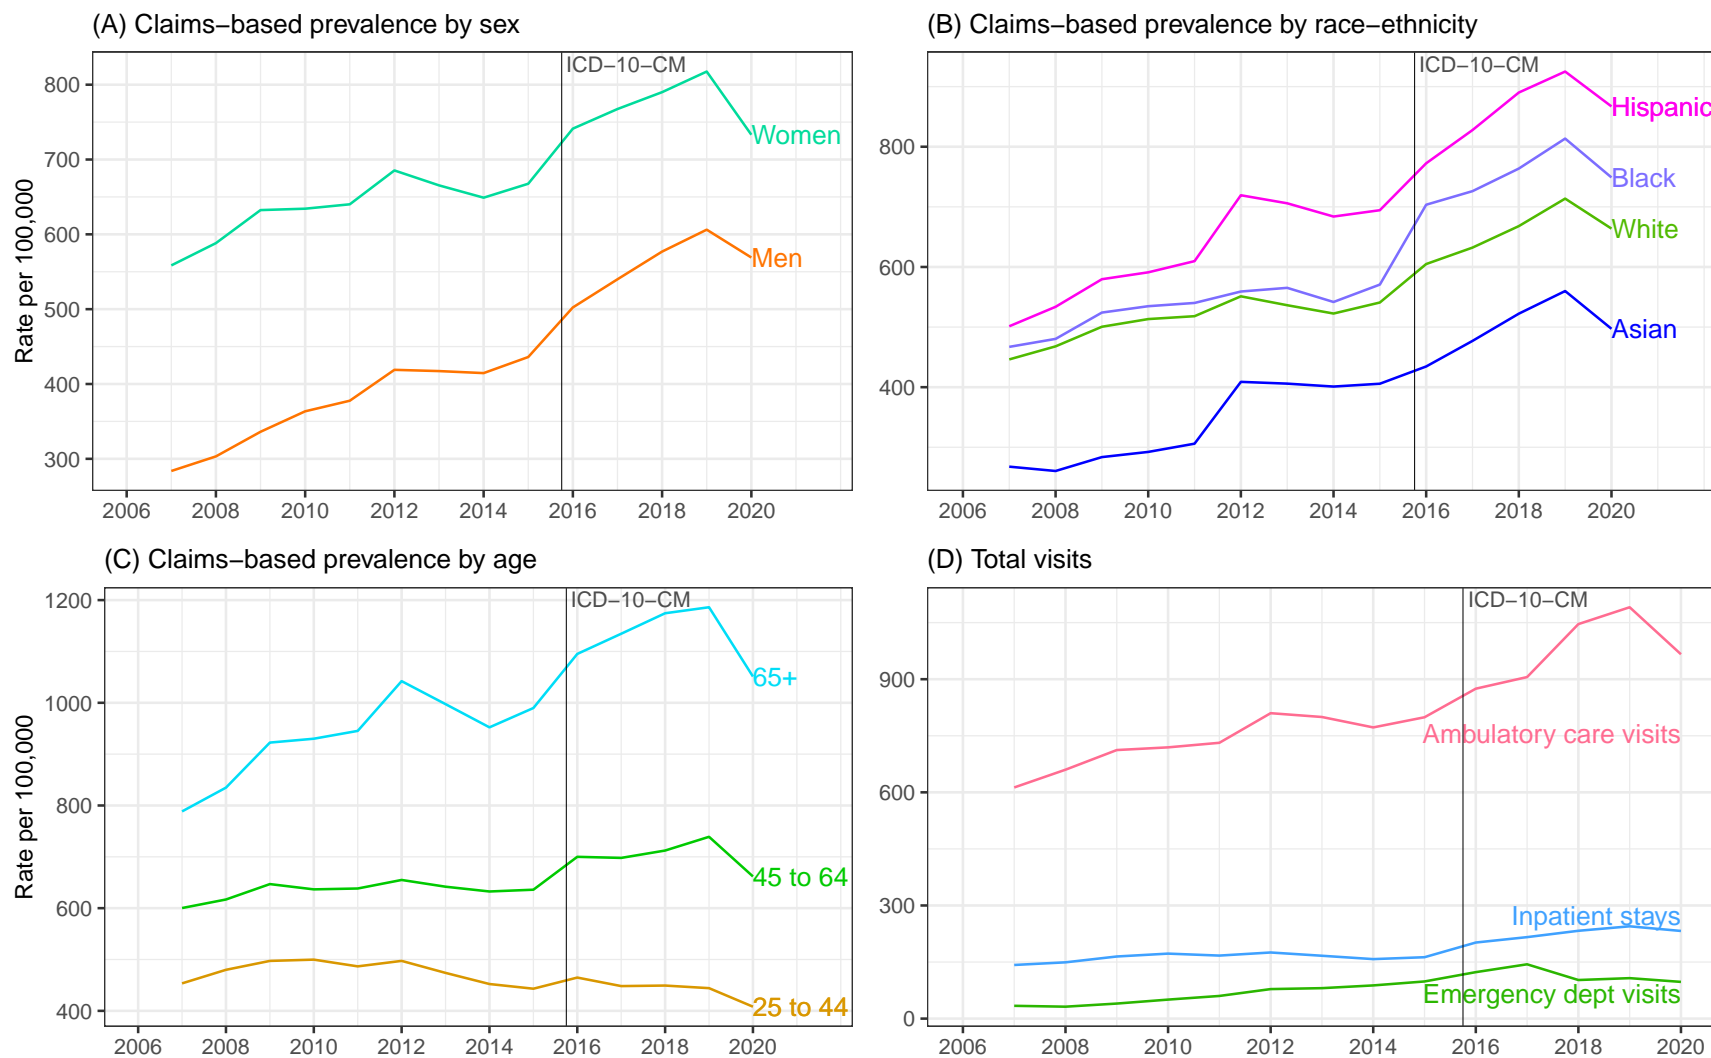 (A) Claims−based prevalence by sex
ICD−10−CM
800
700
600
500
400
300
Rate per 100,000
Women
Men
2006 2008 2010 2012 2014 2016 2018 2020
(B) Claims−based prevalence by race−ethnicity
ICD−10−CM
800
600
400
Hispanic
Black
White
Asian
2006 2008 2010 2012 2014 2016 2018 2020
(C) Claims−based prevalence by age
ICD−10−CM
1200
1000
800
600
400
Rate per 100,000
65+
45 to 64
25 to 44
2006 2008 2010 2012 2014 2016 2018 2020
(D) Total visits
ICD−10−CM
900
600
300
0
Ambulatory care visits
Inpatient stays
Emergency dept visits
2006 2008 2010 2012 2014 2016 2018 2020